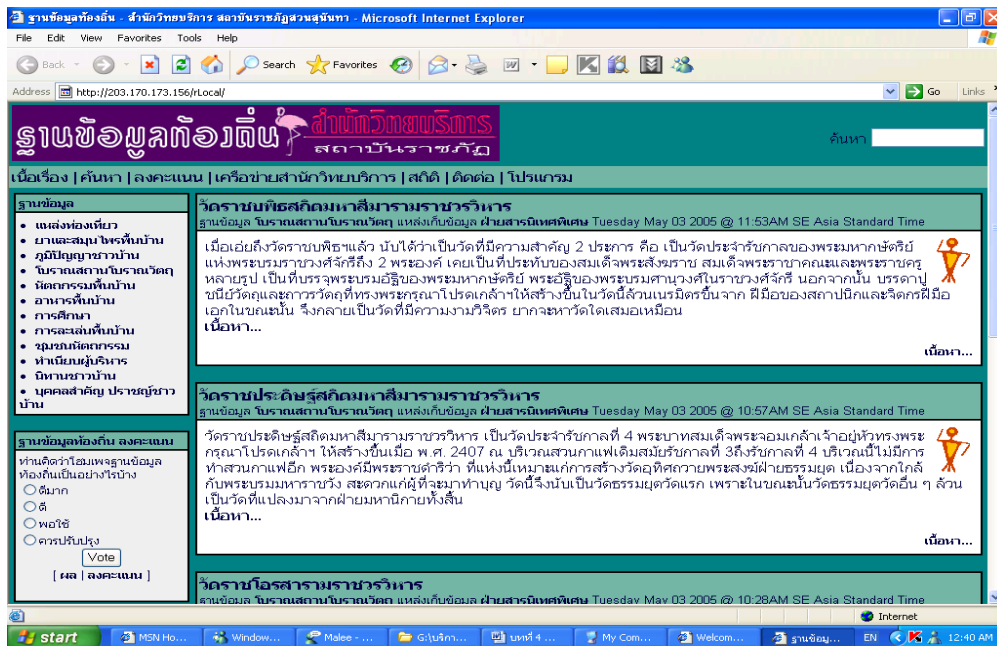 ฐานข้อมูลท้องถิ่น - สำนักวิทยบริการ สถาบันราชภัฏสวนสุนันทา - Microsoft Internet Explorer
File Edit View Favorites Tools Help
Back Search Favorites
Address http://203.170.173.156/rLocal/ Go Links
ฐานข้อมูลท้องถิ่น สำนักวิทยบริการ
สถาบันราชภัฏ
ค้นหา
เนื้อเรื่อง | ค้นหา | ลงคะแนน | เครือข่ายสำนักวิทยบริการ | สถิติ | ติดต่อ | โปรแกรม
ฐานข้อมูล
• แหล่งท่องเที่ยว
• ยาและสมุนไพรพื้นบ้าน
• ภูมิปัญญาชาวบ้าน
• โบราณสถานโบราณวัตถุ
• หัตถกรรมพื้นบ้าน
• อาหารพื้นบ้าน
• การศึกษา
• การละเล่นพื้นบ้าน
• ชุมชนหัตถกรรม
• ทำเนียบผู้บริหาร
• นิทานชาวบ้าน
• บุคคลสำคัญ ปราชญ์ชาว
บ้าน
ฐานข้อมูลท้องถิ่น ลงคะแนน
ท่านคิดว่าโฮมเพจฐานข้อมูล
ท้องถิ่นเป็นอย่างไรบ้าง
ดีมาก
ดี
พอใช้
ควรปรับปรุง
Vote
[ ผล | ลงคะแนน ]
วัดราชบพิธสถิตมหาสีมารามราชวรวิหาร
ฐานข้อมูล โบราณสถานโบราณวัตถุ แหล่งเก็บข้อมูล ฝ่ายสารนิเทศพิเศษ Tuesday May 03 2005 @ 11:53AM SE Asia Standard Time
เมื่อเอ่ยถึงวัดราชบพิธฯแล้ว นับได้ว่าเป็นวัดที่มีความสำคัญ 2 ประการ คือ เป็นวัดประจำรัชกาลของพระมหากษัตริย์
แห่งพระบรมราชวงศ์จักรีถึง 2 พระองค์ เคยเป็นที่ประทับของสมเด็จพระสังฆราช สมเด็จพระราชาคณะและพระราชาครู
หลายรูป เป็นที่บรรจุพระบรมอัฐิของพระมหากษัตริย์ พระอัฐิของพระบรมศานุวงศ์ในราชวงศ์จักรี นอกจากนั้น บรรดาปู
ชนียวัตถุและถาวรวัตถุที่ทรงพระกรุณาโปรดเกล้าฯให้สร้างขึ้นในวัดนี้ล้วนเนรมิตรขึ้นจาก ฝีมือของสถาปนิกและจิตกรฝีมือ
เอกในขณะนั้น จึงกลายเป็นวัดที่มีความงามวิจิตร ยากจะหาวัดใดเสมอเหมือน
เนื้อหา...
เนื้อหา...
วัดราชประดิษฐ์สถิตมหาสีมารามราชวรวิหาร
ฐานข้อมูล โบราณสถานโบราณวัตถุ แหล่งเก็บข้อมูล ฝ่ายสารนิเทศพิเศษ Tuesday May 03 2005 @ 10:57AM SE Asia Standard Time
วัดราชประดิษฐ์สถิตมหาสีมารามราชวรวิหาร เป็นวัดประจำรัชกาลที่ 4 พระบาทสมเด็จพระจอมเกล้าเจ้าอยู่หัวทรงพระ
กรุณาโปรดเกล้าฯ ให้สร้างขึ้นเมื่อ พ.ศ. 2407 ณ บริเวณสวนกาแฟเดิมสมัยรัชกาลที่ 3ถึงรัชกาลที่ 4 บริเวณนี้ไม่มีการ
ทำสวนกาแฟอีก พระองค์มีพระราชดำริว่า ที่แห่งนี้เหมาะแก่การสร้างวัดอุทิศถวายพระสงฆ์ฝ่ายธรรมยุต เนื่องจากใกล้
กับพระบรมมหาราชวัง สะดวกแก่ผู้ที่จะมาทำบุญ วัดนี้จึงนับเป็นวัดธรรมยุตวัดแรก เพราะในขณะนั้นวัดธรรมยุตวัดอื่น ๆ ล้วน
เป็นวัดที่แปลงมาจากฝ่ายมหานิกายทั้งสิ้น
เนื้อหา...
เนื้อหา...
วัดราชโอรสารามราชวรวิหาร
ฐานข้อมูล โบราณสถานโบราณวัตถุ แหล่งเก็บข้อมูล ฝ่ายสารนิเทศพิเศษ Tuesday May 03 2005 @ 10:28AM SE Asia Standard Time
Internet
start MSN Ho... Window... Malee - ... G:\บริกา... บทที่ 4 ... My Com... Welcom... ฐานข้อมู... EN 12:40 AM